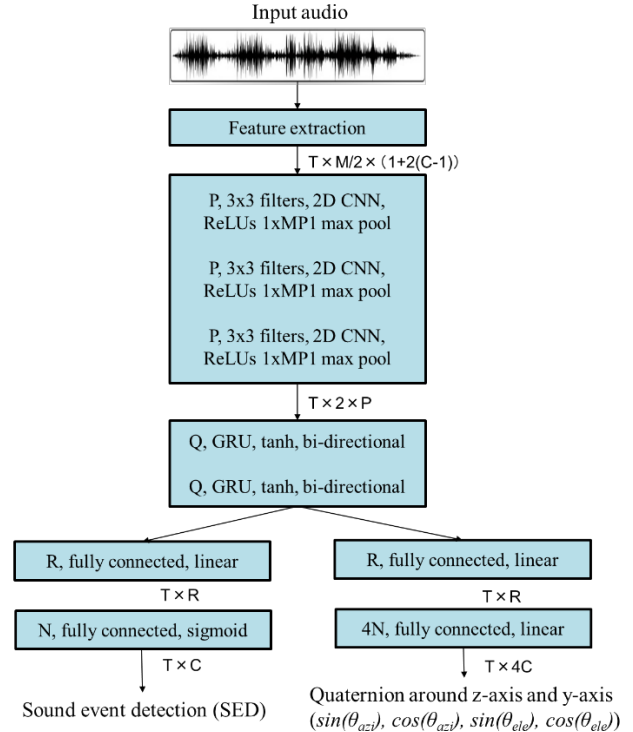 Input audio
Feature extraction
T × M/2 × (1+2(C-1))
P, 3x3 filters, 2D CNN,
ReLUs 1xMP1 max pool
P, 3x3 filters, 2D CNN,
ReLUs 1xMP1 max pool
P, 3x3 filters, 2D CNN,
ReLUs 1xMP1 max pool
T × 2 × P
Q, GRU, tanh, bi-directional
Q, GRU, tanh, bi-directional
R, fully connected, linear
T × R
N, fully connected, sigmoid
T × C
Sound event detection (SED)
R, fully connected, linear
T × R
4N, fully connected, linear
T × 4C
Quaternion around z-axis and y-axis
(sin(θazi), cos(θazi), sin(θele), cos(θele))